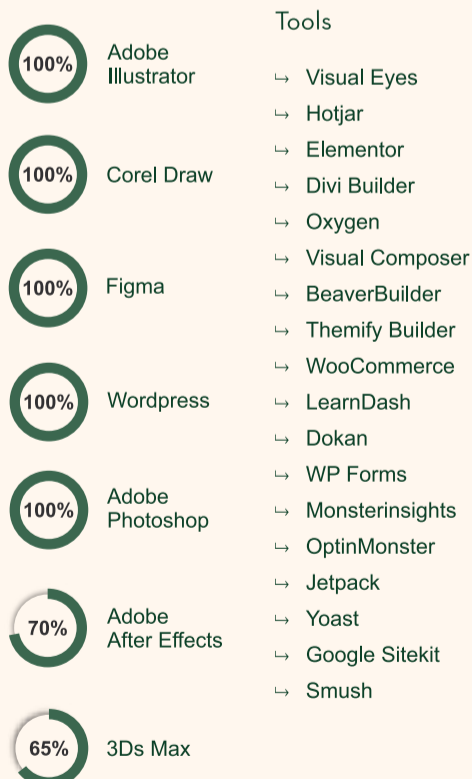 100%
Adobe
Illustrator
100%
Corel Draw
100%
Figma
100%
Wordpress
100%
Adobe
Photoshop
70%
Adobe
After Effects
65%
3Ds Max
Tools
↪ Visual Eyes
↪ Hotjar
↪ Elementor
↪ Divi Builder
↪ Oxygen
↪ Visual Composer
↪ BeaverBuilder
↪ Themify Builder
↪ WooCommerce
↪ LearnDash
↪ Dokan
↪ WP Forms
↪ Monsterinsights
↪ OptinMonster
↪ Jetpack
↪ Yoast
↪ Google Sitekit
↪ Smush